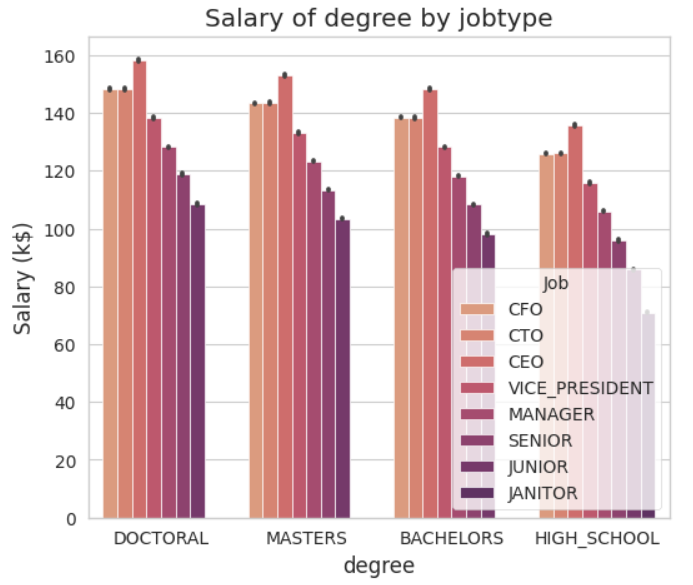 Salary of degree by jobtype
160
140
120
100
80
60
40
20
0
Salary (k$)
Job
CFO
CTO
CEO
VICE_PRESIDENT
MANAGER
SENIOR
JUNIOR
JANITOR
DOCTORAL MASTERS BACHELORS HIGH_SCHOOL
degree